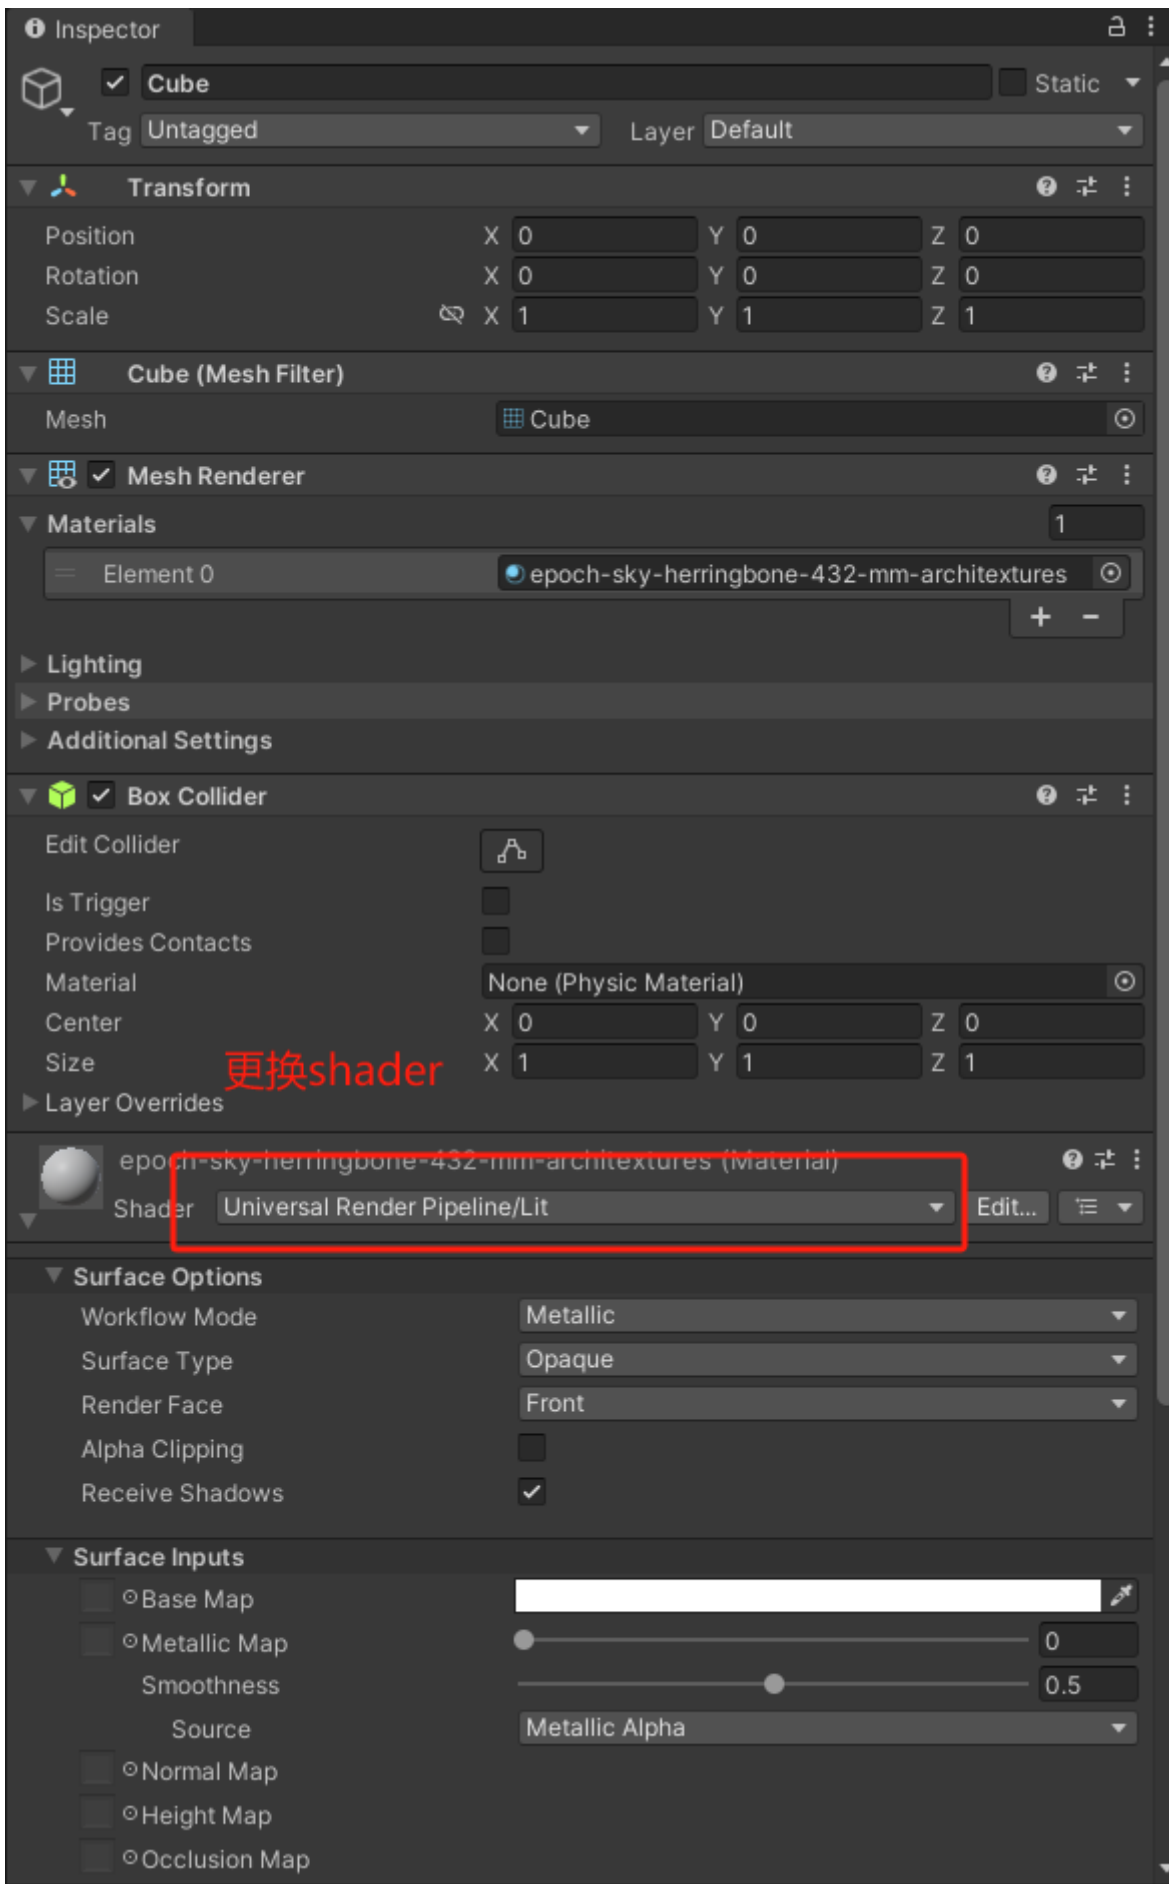 Inspector
Cube Static
Tag Untagged Layer Default
Transform
Position X 0 Y 0 Z 0
Rotation X 0 Y 0 Z 0
Scale X 1 Y 1 Z 1
Cube (Mesh Filter)
Mesh Cube
Mesh Renderer
Materials 1
Element 0 epoch-sky-herringbone-432-mm-architextures
+ -
Lighting
Probes
Additional Settings
Box Collider
Edit Collider
Is Trigger
Provides Contacts
Material None (Physic Material)
Center X 0 Y 0 Z 0
Size X 1 Y 1 Z 1
更换shader
Layer Overrides
epoch-sky-herringbone-432-mm-architextures (Material)
Shader Universal Render Pipeline/Lit Edit...
Surface Options
Workflow Mode Metallic
Surface Type Opaque
Render Face Front
Alpha Clipping
Receive Shadows
Surface Inputs
Base Map
Metallic Map 0
Smoothness 0.5
Source Metallic Alpha
Normal Map
Height Map
Occlusion Map